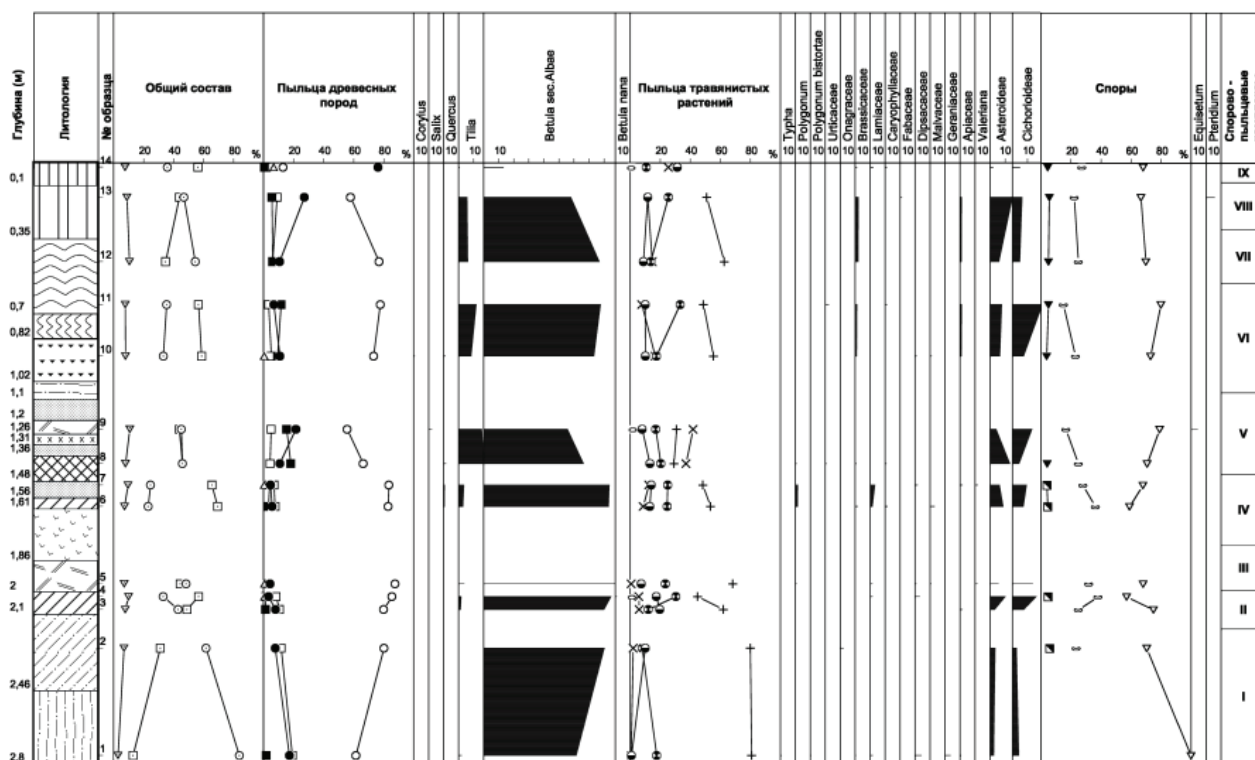 Глубина (м)
Литология
№ образца
Общий состав
20 40 60 80 %
Пыльца древесных
пород
20 40 60 80 %
Corylus
10
Salix
10
Quercus
10
Tilia
10
Betula sec.Albae
10
Betula nana
10
Пыльца травянистых
растений
20 40 60 80 %
Typha
10
Polygonum
10
Polygonum bistortae
10
Urticaceae
10
Onagraceae
10
Brassicaceae
10
Lamiaceae
10
Caryophyllaceae
10
Fabaceae
10
Dipsacaceae
10
Malvaceae
10
Geraniaceae
10
Apiaceae
10
Valeriana
10
Asteroideae
10
Cichorioideae
10
Споры
20 40 60 80 %
Equisetum
10
Pteridium
10
Спорово -
пыльцевые
14
0,1
IX
13
VIII
0,35
12
VII
0,7
11
0,82
VI
10
1,02
1,1
1,2
1,26
9
1,31
V
1,36
8
1,48
7
1,56
6
1,61
IV
1,86
III
5
2
4
3
2,1
II
2
2,46
I
1
2,8